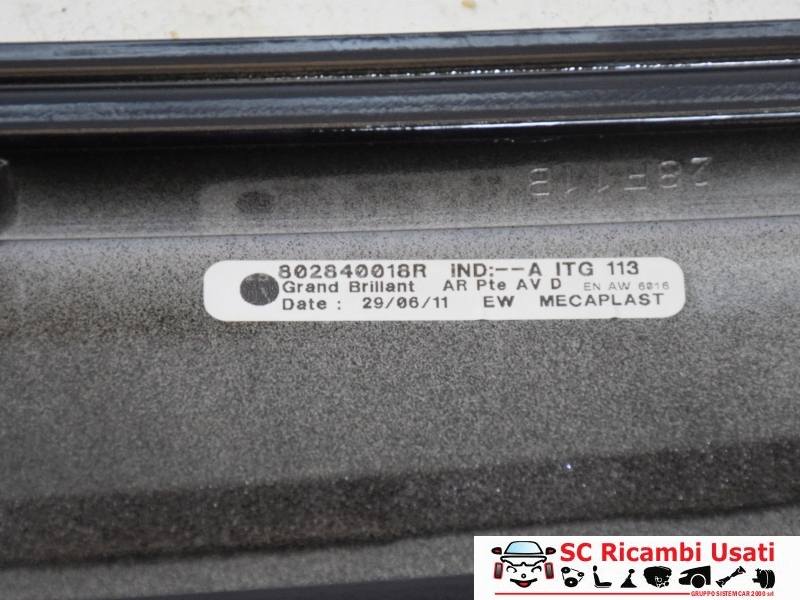 28F11B
802840018R IND:--A ITG 113
Grand Brillant AR Pte AV D EN AW 6016
Date : 29/06/11 EW MECAPLAST
SC Ricambi Usati
GRUPPO SISTEMCAR 2000 srl